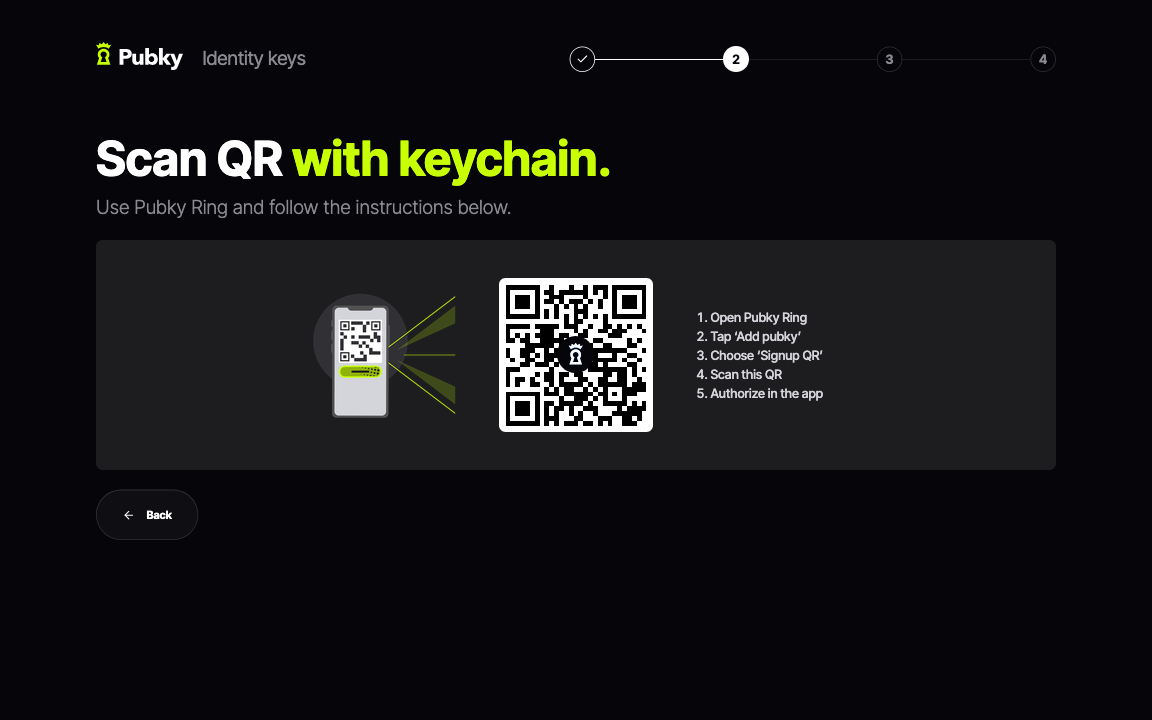 Pubky Identity keys
2 3 4
Scan QR with keychain.
Use Pubky Ring and follow the instructions below.
1. Open Pubky Ring
2. Tap ‘Add pubky’
3. Choose ‘Signup QR’
4. Scan this QR
5. Authorize in the app
Back